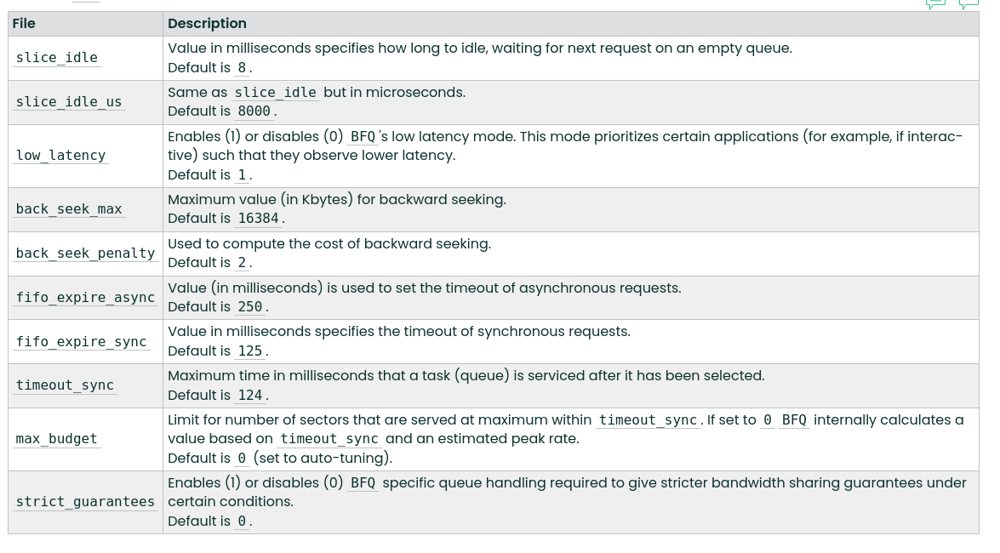 File Description
slice_idle
Value in milliseconds specifies how long to idle, waiting for next request on an empty queue.
Default is 8.
slice_idle_us
Same as slice_idle but in microseconds.
Default is 8000.
low_latency
Enables (1) or disables (0) BFQ's low latency mode. This mode prioritizes certain applications (for example, if interac-
tive) such that they observe lower latency.
Default is 1.
back_seek_max
Maximum value (in Kbytes) for backward seeking.
Default is 16384.
back_seek_penalty
Used to compute the cost of backward seeking.
Default is 2.
fifo_expire_async
Value (in milliseconds) is used to set the timeout of asynchronous requests.
Default is 250.
fifo_expire_sync
Value in milliseconds specifies the timeout of synchronous requests.
Default is 125.
timeout_sync
Maximum time in milliseconds that a task (queue) is serviced after it has been selected.
Default is 124.
max_budget
Limit for number of sectors that are served at maximum within timeout_sync. If set to 0 BFQ internally calculates a
value based on timeout_sync and an estimated peak rate.
Default is 0 (set to auto-tuning).
strict_guarantees
Enables (1) or disables (0) BFQ specific queue handling required to give stricter bandwidth sharing guarantees under
certain conditions.
Default is 0.